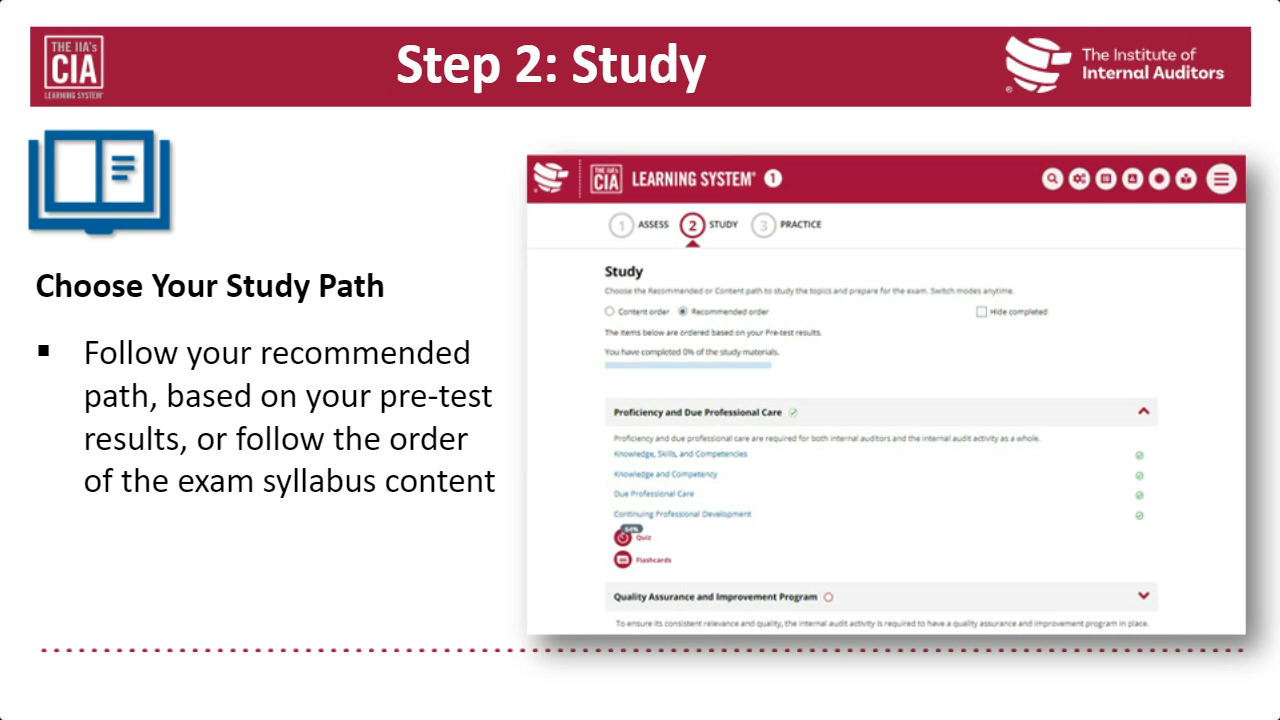 THE IIA's
CIA
LEARNING SYSTEM®
Step 2: Study
The Institute of
Internal Auditors
®
Choose Your Study Path
▪ Follow your recommended
path, based on your pre-test
results, or follow the order
of the exam syllabus content
THE IIA's
CIA
LEARNING SYSTEM® 1
1 ASSESS 2 STUDY 3 PRACTICE
Study
Choose the Recommended or Content path to study the topics and prepare for the exam. Switch modes anytime.
Content order Recommended order Hide completed
The items below are ordered based on your Pre-test results.
You have completed 0% of the study materials.
Proficiency and Due Professional Care
Proficiency and due professional care are required for both internal auditors and the internal audit activity as a whole.
Knowledge, Skills, and Competencies
Knowledge and Competency
Due Professional Care
Continuing Professional Development
Quiz
Flashcards
Quality Assurance and Improvement Program
To ensure its consistent relevance and quality, the internal audit activity is required to have a quality assurance and improvement program in place.